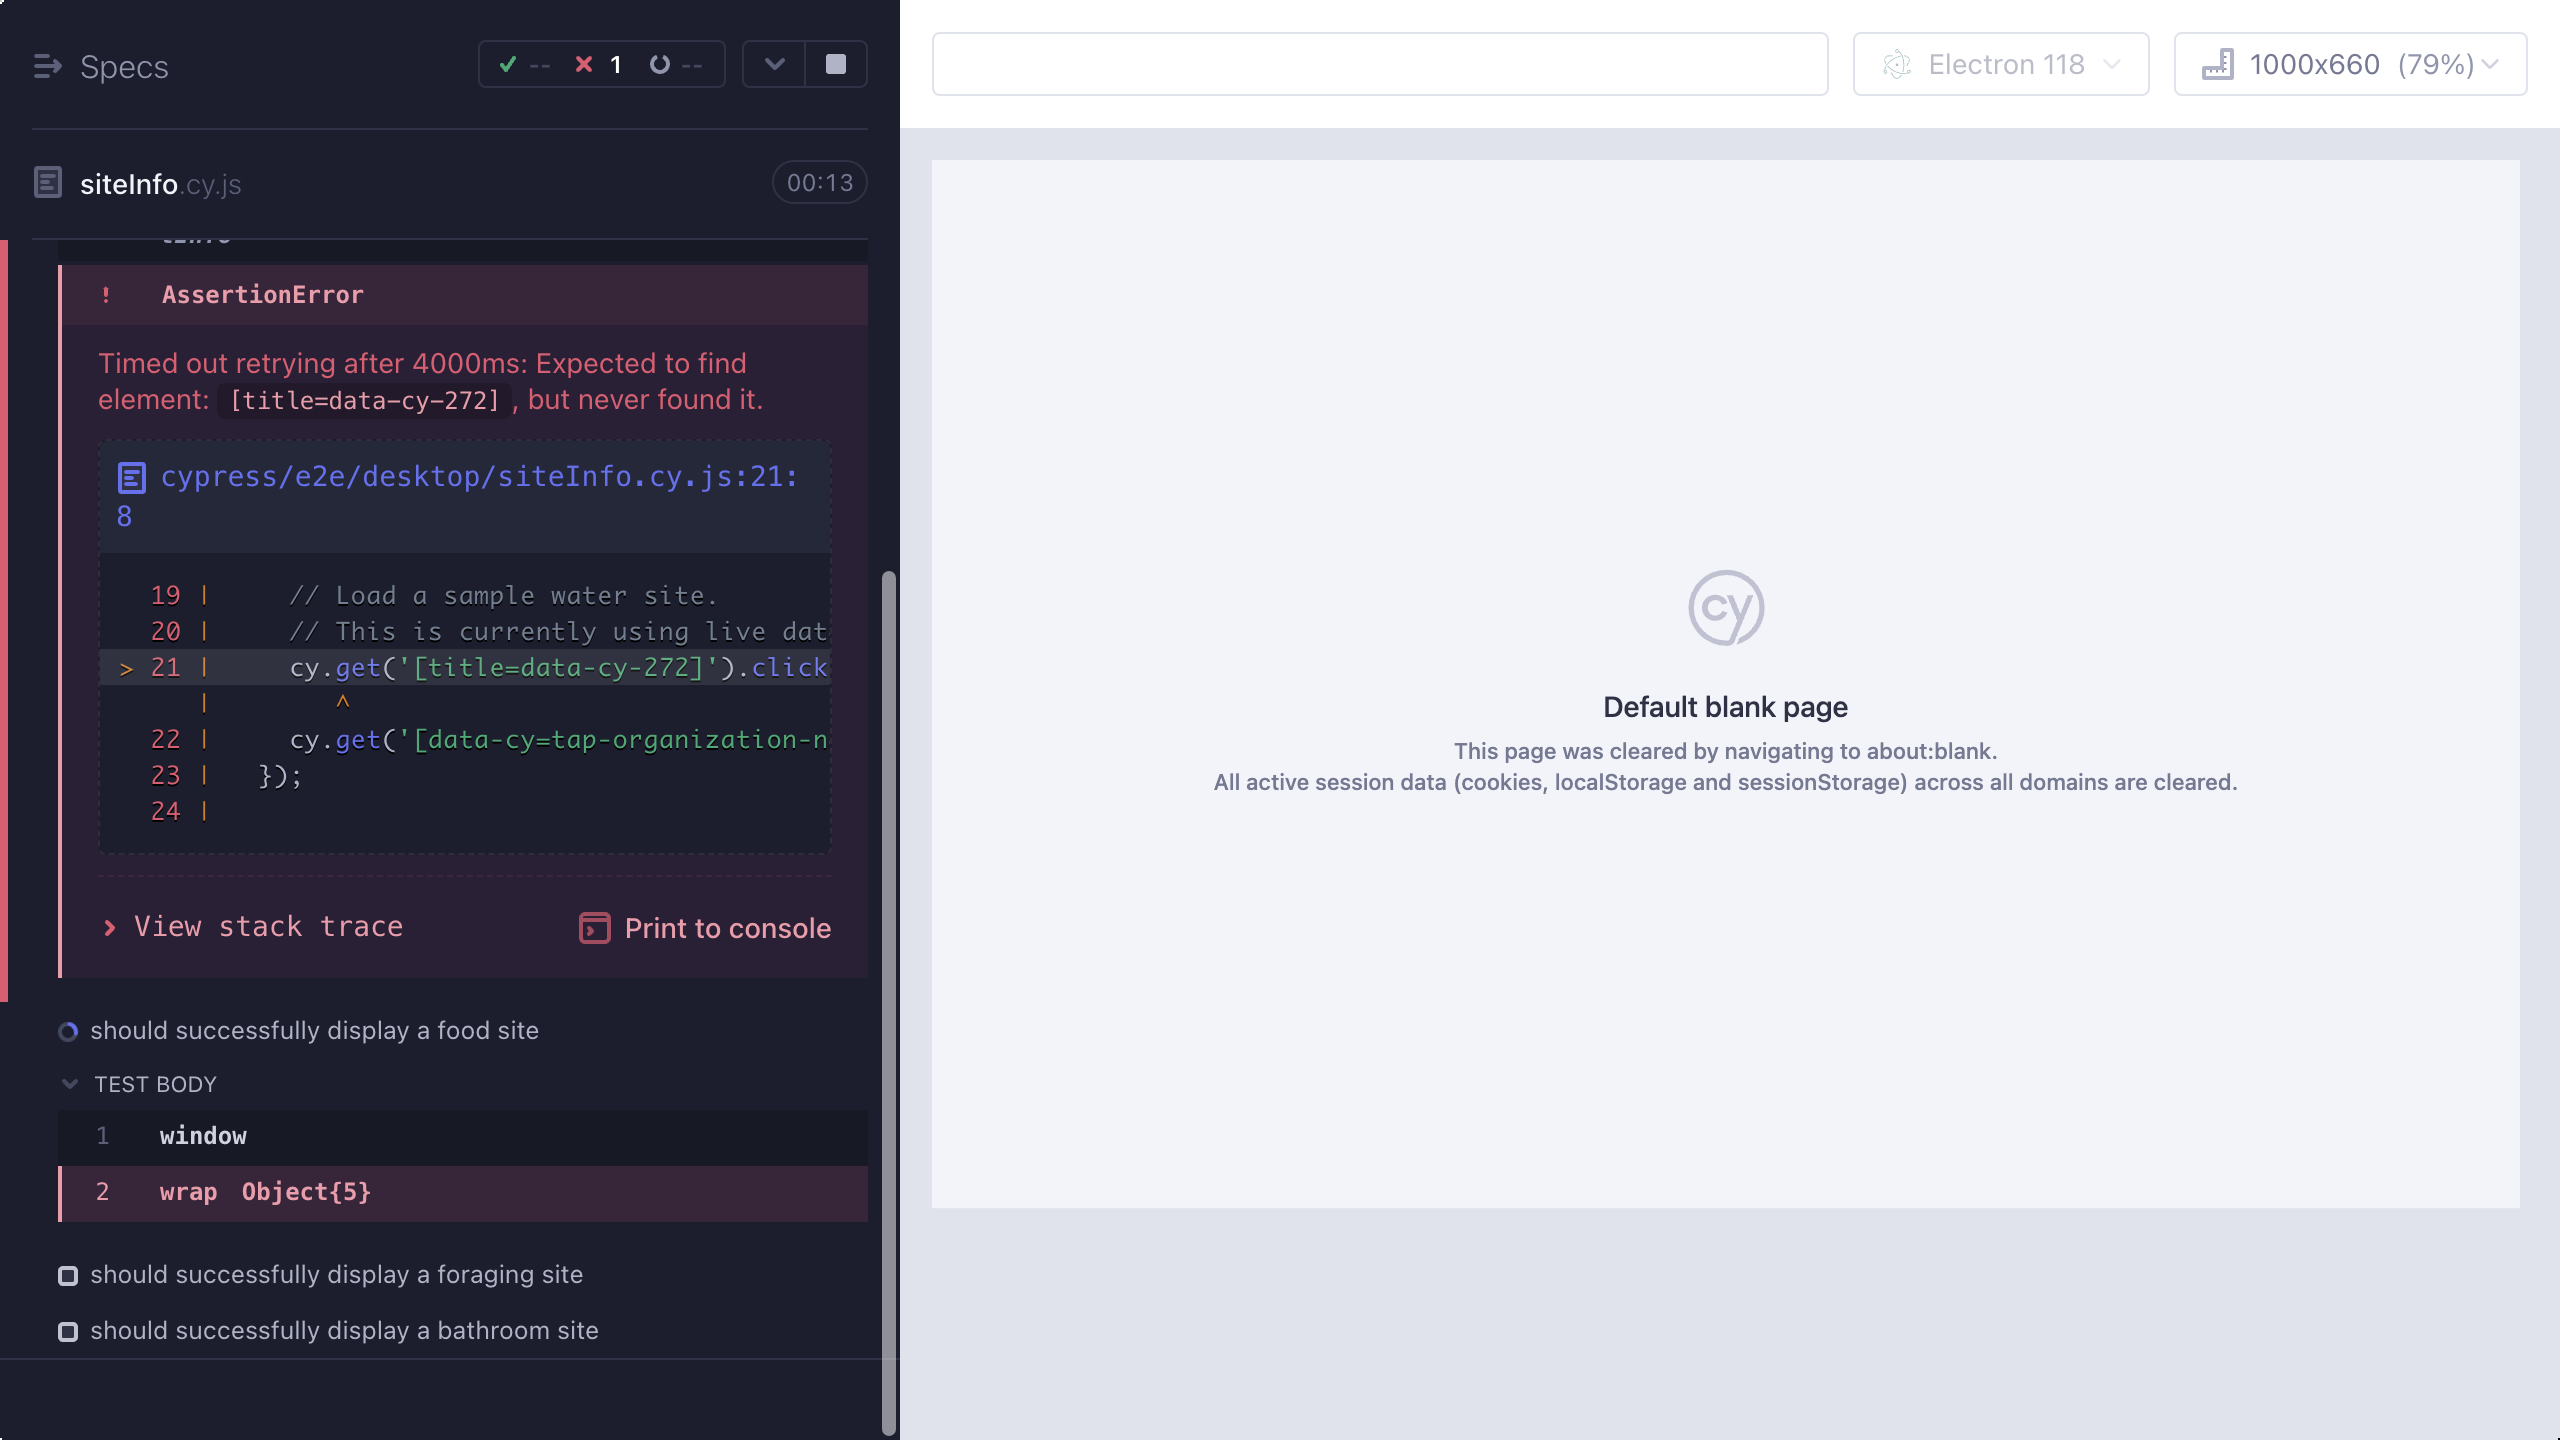 Specs
-- 1 --
siteInfo.cy.js
00:13
AssertionError
Timed out retrying after 4000ms: Expected to find
element: [title=data-cy-272], but never found it.
cypress/e2e/desktop/siteInfo.cy.js:21:
8
19 | // Load a sample water site.
20 | // This is currently using live dat
> 21 | cy.get('[title=data-cy-272]').click
| ^
22 | cy.get('[data-cy=tap-organization-n
23 | });
24 |
View stack trace
Print to console
should successfully display a food site
TEST BODY
1 window
2 wrap Object{5}
should successfully display a foraging site
should successfully display a bathroom site
Electron 118
1000x660 (79%)
cy
Default blank page
This page was cleared by navigating to about:blank.
All active session data (cookies, localStorage and sessionStorage) across all domains are cleared.